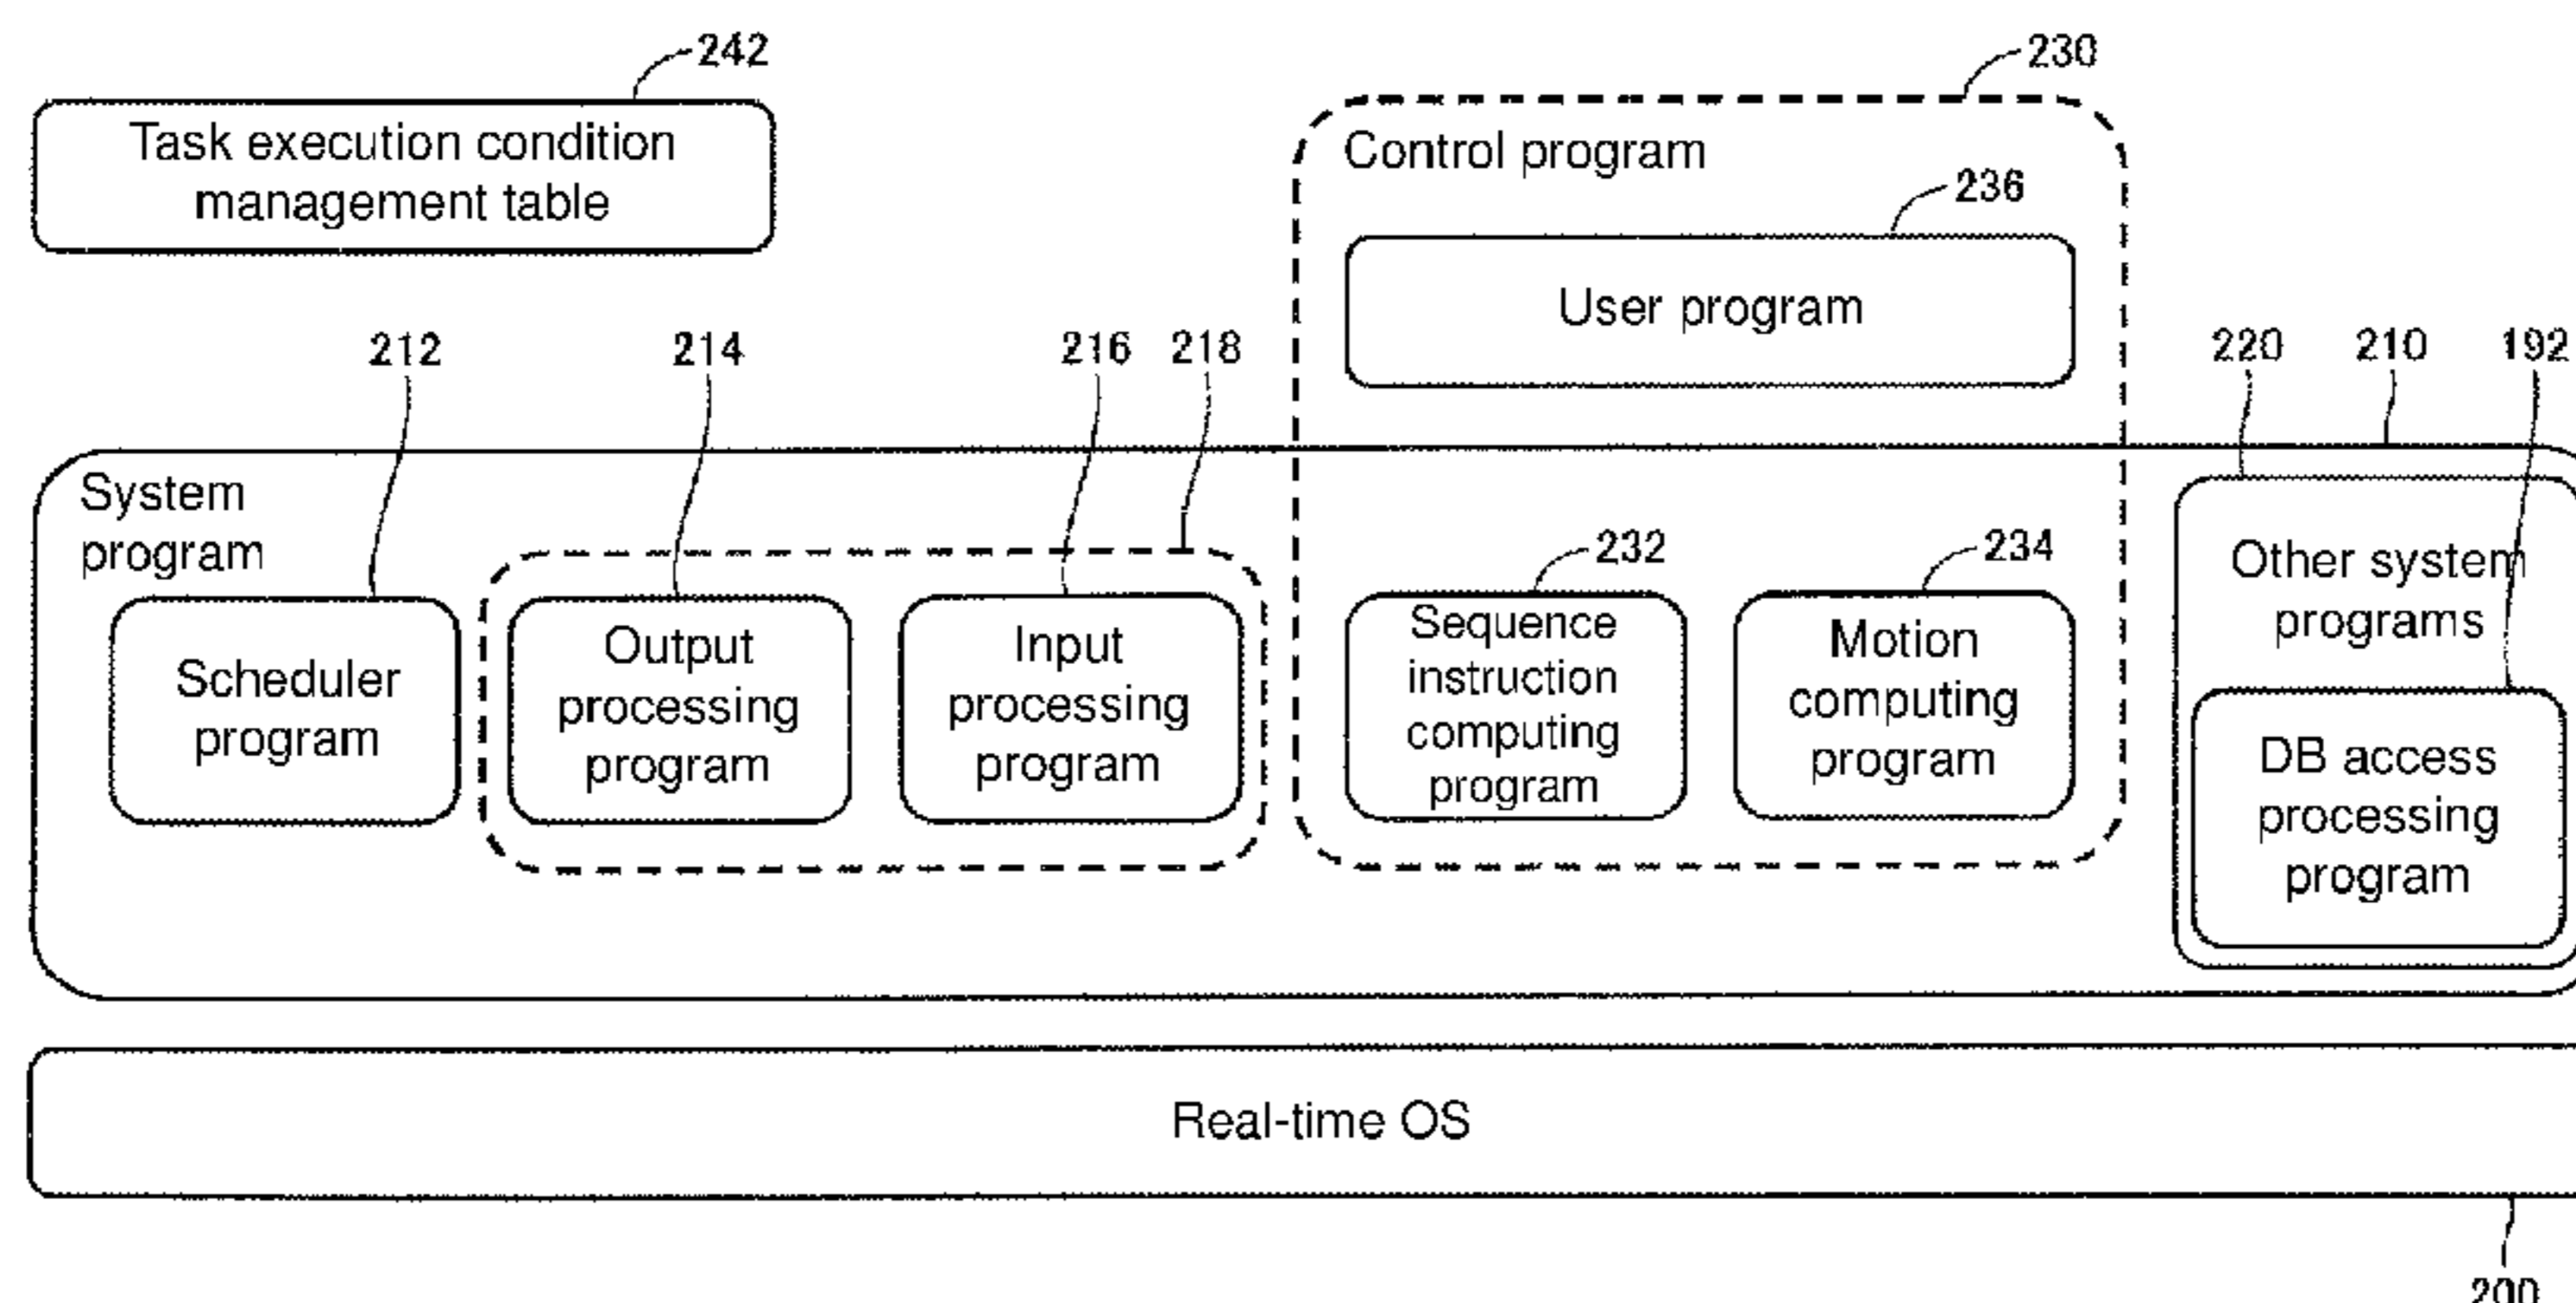 242
Task execution condition
management table
230
Control program
236
User program
212
214
216
218
220
210
192
System
program
232
234
Scheduler
program
Output
processing
program
Input
processing
program
Sequence
instruction
computing
program
Motion
computing
program
Other system
programs
DB access
processing
program
Real-time OS
200